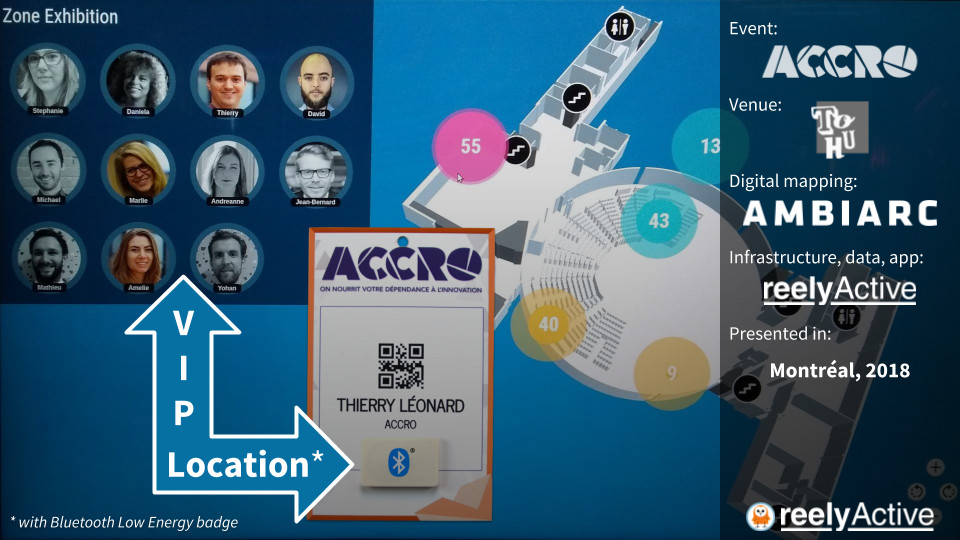 Zone Exhibition
Stephanie
Daniela
Thierry
David
Michael
Marlie
Andreanne
Jean-Bernard
Mathieu
Amelie
Yohan
VIP
Location*
* with Bluetooth Low Energy badge
55
13
43
40
9
ACCRO
ON NOURRIT VOTRE DÉPENDANCE À L'INNOVATION
THIERRY LÉONARD
ACCRO
®
Event:
ACCRO
Venue:
TOHU
Digital mapping:
AMBIARC
Infrastructure, data, app:
reelyActive
Presented in:
Montréal, 2018
reelyActive